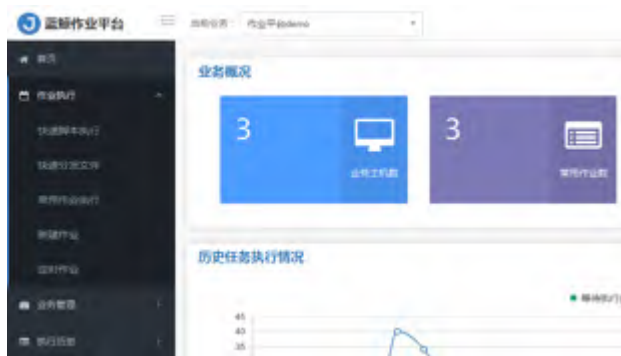 蓝鲸作业平台
当前业务： 作业平台demo
首页
业务概况
作业执行
3
3
快速脚本执行
业务主机数
常用作业数
快速分发文件
常用作业执行
新建作业
定时作业
历史任务执行情况
业务管理
45
40
执行历史
35